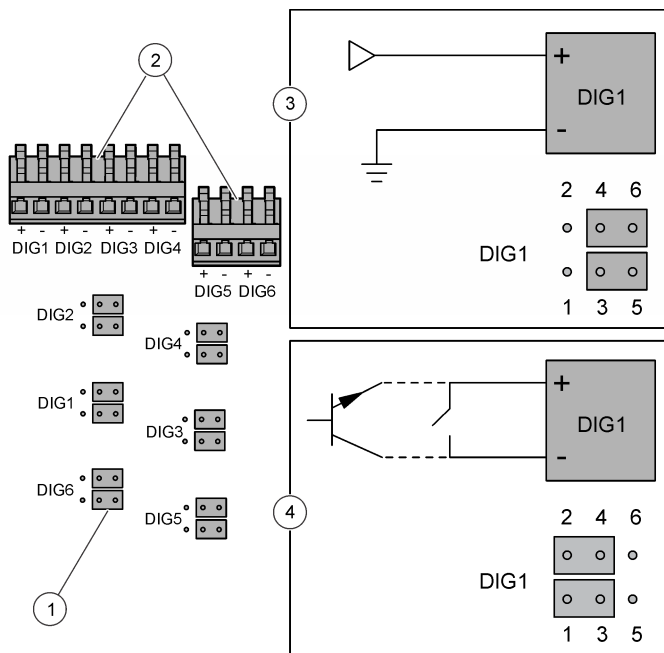 2
+ - + - + - + -
DIG1 DIG2 DIG3 DIG4
+ - + -
DIG5 DIG6
DIG2
DIG4
DIG1
DIG3
DIG6
DIG5
1
3
+
DIG1
-
2 4 6
DIG1
1 3 5
4
+
DIG1
-
2 4 6
DIG1
1 3 5